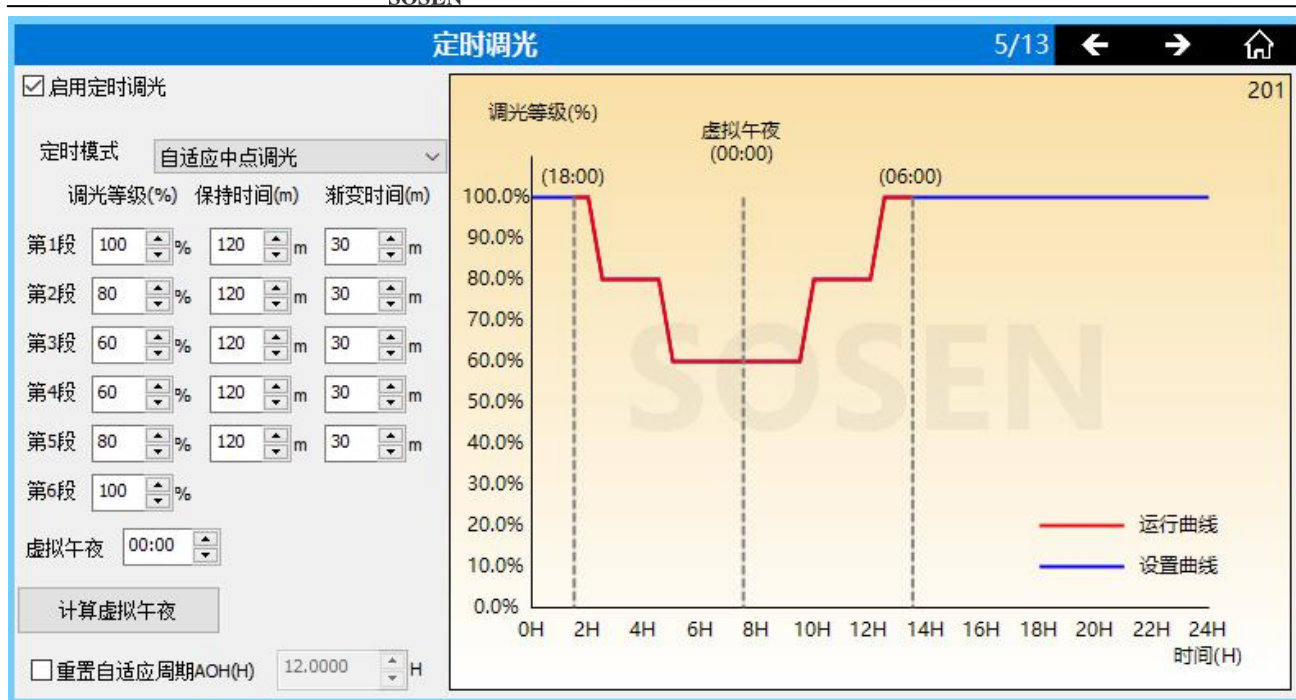 SOSEN
定时调光 5/13
启用定时调光
定时模式 自适应中点调光
调光等级(%) 保持时间(m) 渐变时间(m)
第1段 100 % 120 m 30 m
第2段 80 % 120 m 30 m
第3段 60 % 120 m 30 m
第4段 60 % 120 m 30 m
第5段 80 % 120 m 30 m
第6段 100 %
虚拟午夜 00:00
计算虚拟午夜
重置自适应周期AOH(H) 12.0000 H
201
调光等级(%)
虚拟午夜
(00:00)
(18:00) (06:00)
100.0%
90.0%
80.0%
70.0%
60.0%
50.0%
40.0%
30.0%
20.0%
10.0%
0.0%
SOSEN
运行曲线
设置曲线
0H 2H 4H 6H 8H 10H 12H 14H 16H 18H 20H 22H 24H
时间(H)